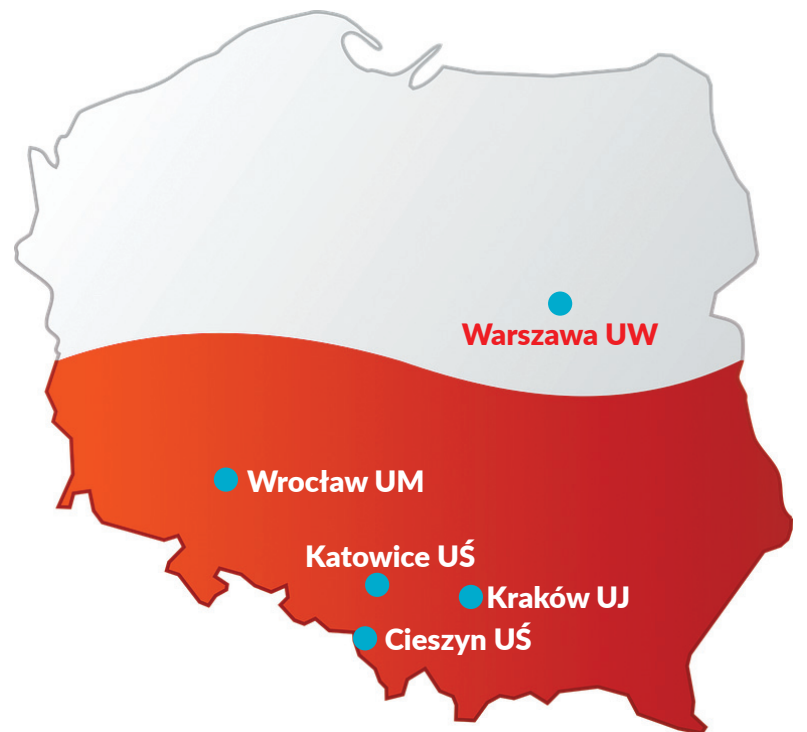 Warszawa UW
Wrocław UM
Katowice UŚ
Kraków UJ
Cieszyn UŚ